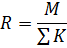 R = M / ∑ K